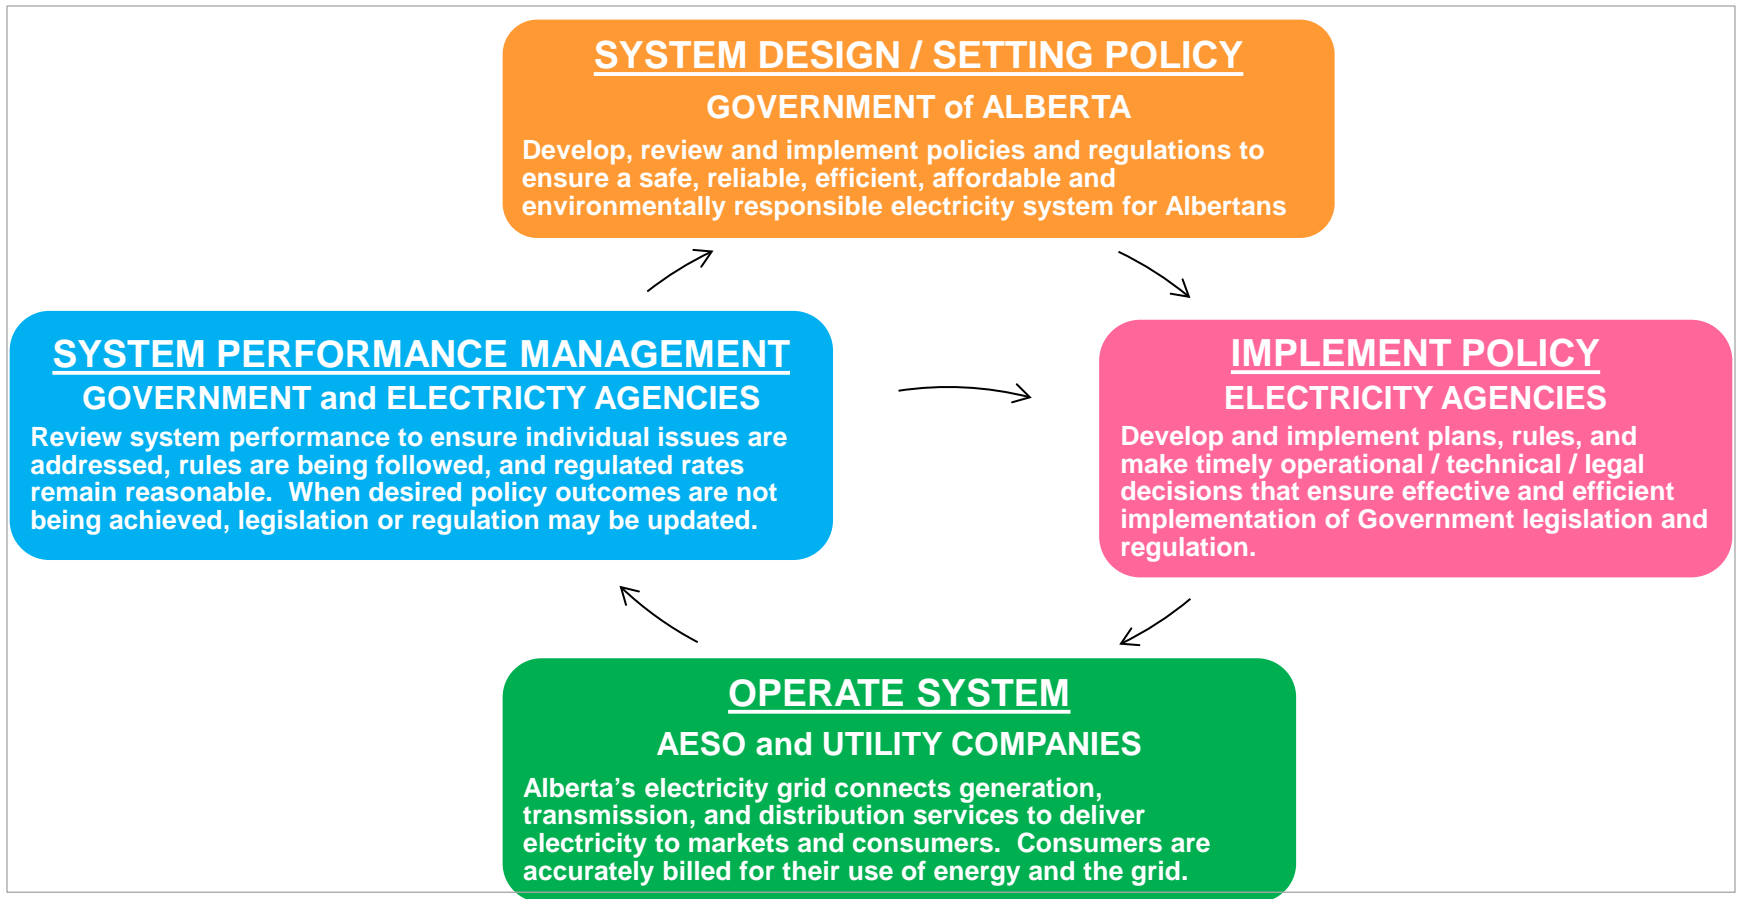 SYSTEM DESIGN / SETTING POLICY
GOVERNMENT of ALBERTA
Develop, review and implement policies and regulations to
ensure a safe, reliable, efficient, affordable and
environmentally responsible electricity system for Albertans
SYSTEM PERFORMANCE MANAGEMENT
GOVERNMENT and ELECTRICTY AGENCIES
Review system performance to ensure individual issues are
addressed, rules are being followed, and regulated rates
remain reasonable.  When desired policy outcomes are not
being achieved, legislation or regulation may be updated.
IMPLEMENT POLICY
ELECTRICITY AGENCIES
Develop and implement plans, rules, and
make timely operational / technical / legal
decisions that ensure effective and efficient
implementation of Government legislation and
regulation.
OPERATE SYSTEM
AESO and UTILITY COMPANIES
Alberta’s electricity grid connects generation,
transmission, and distribution services to deliver
electricity to markets and consumers.  Consumers are
accurately billed for their use of energy and the grid.